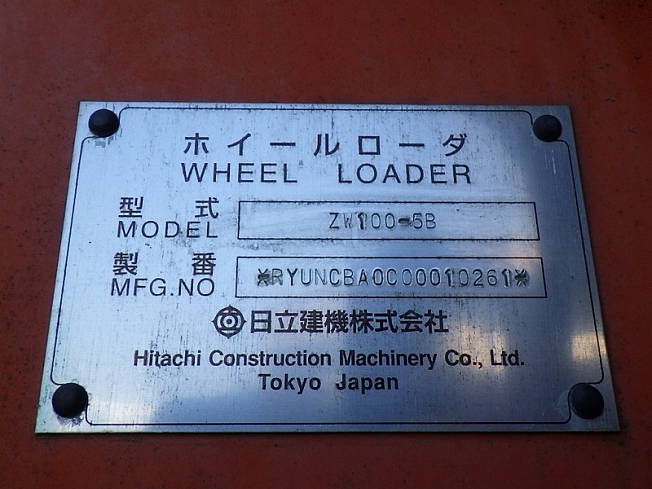 ホイールローダ
WHEEL LOADER
型式
MODEL ZW100-5B
製番
MFG.NO *RYUNCBA0C00010261*
日立建機株式会社
Hitachi Construction Machinery Co., Ltd.
Tokyo Japan